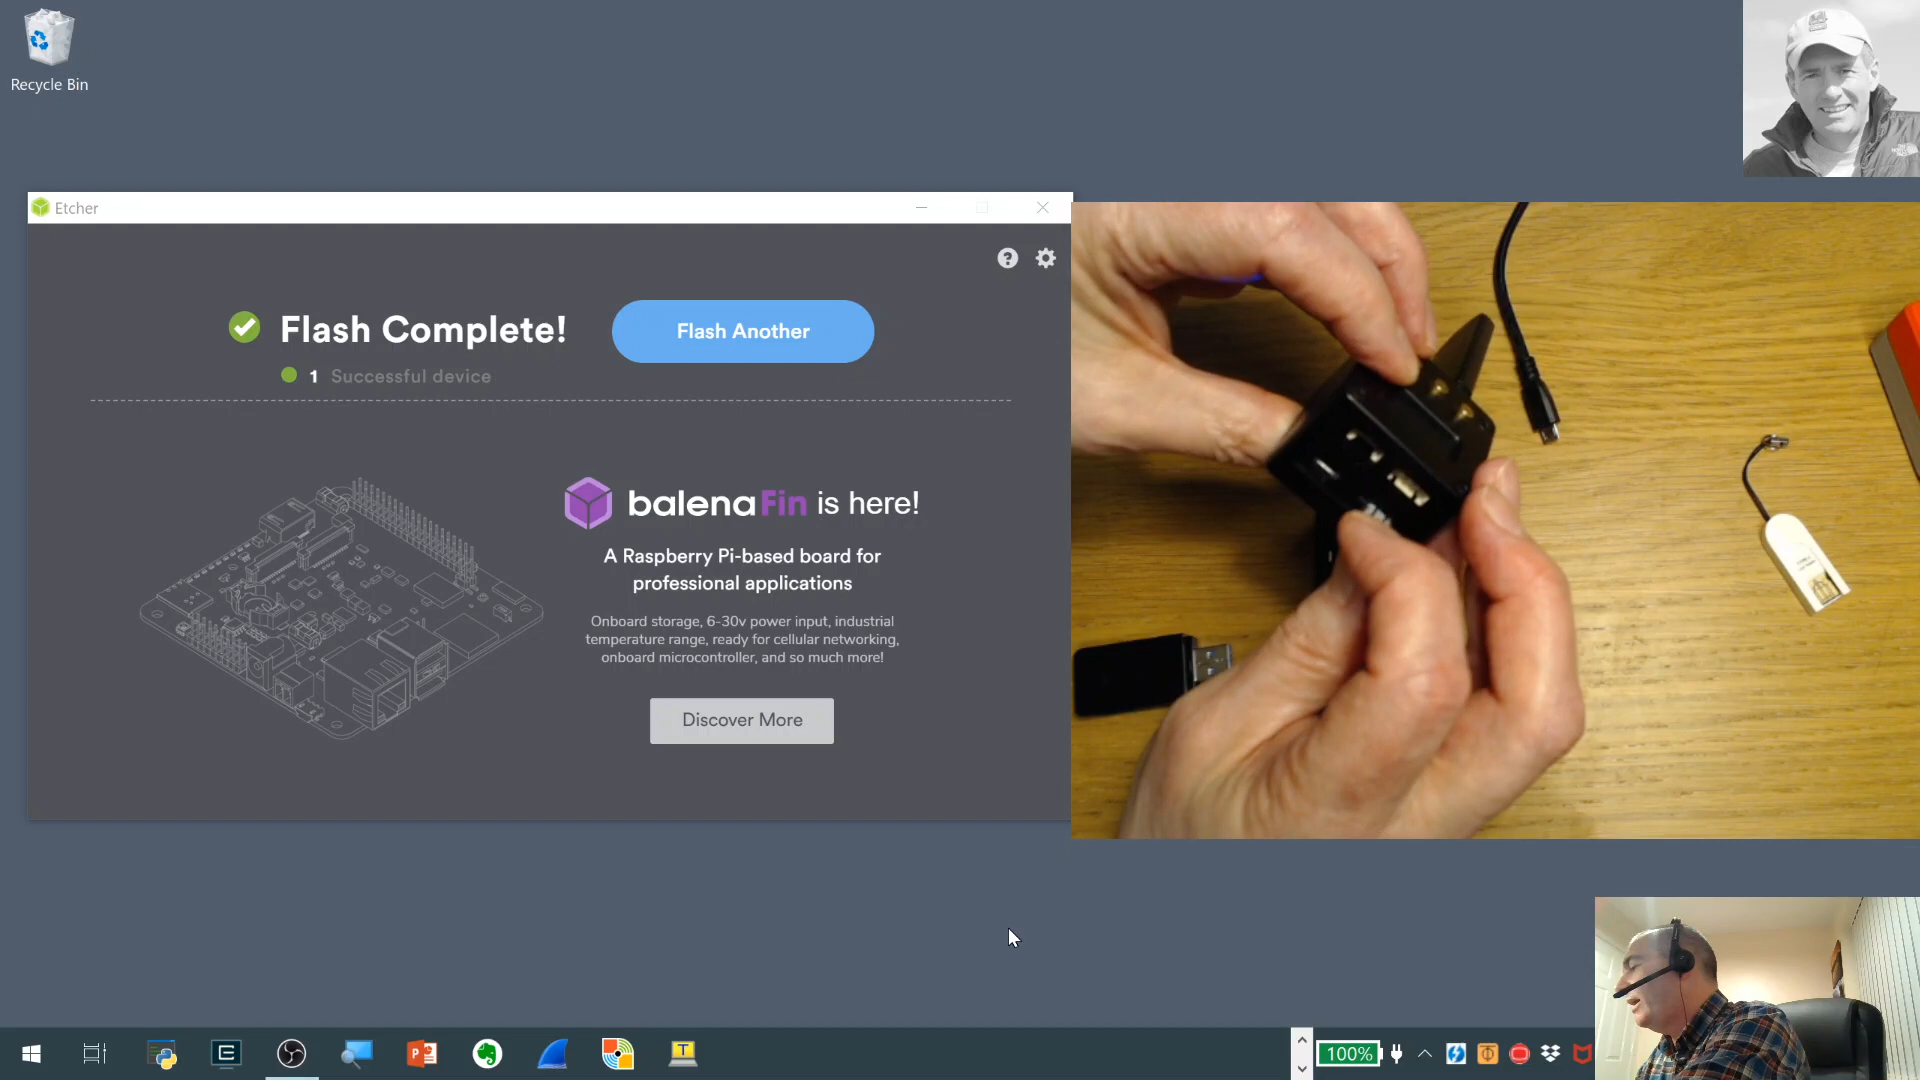 Recycle Bin
Etcher
Flash Complete!
Flash Another
1 Successful device
balenaFin is here!
A Raspberry Pi-based board for
professional applications
Onboard storage, 6-30v power input, industrial
temperature range, ready for cellular networking,
onboard microcontroller, and so much more!
Discover More
100%